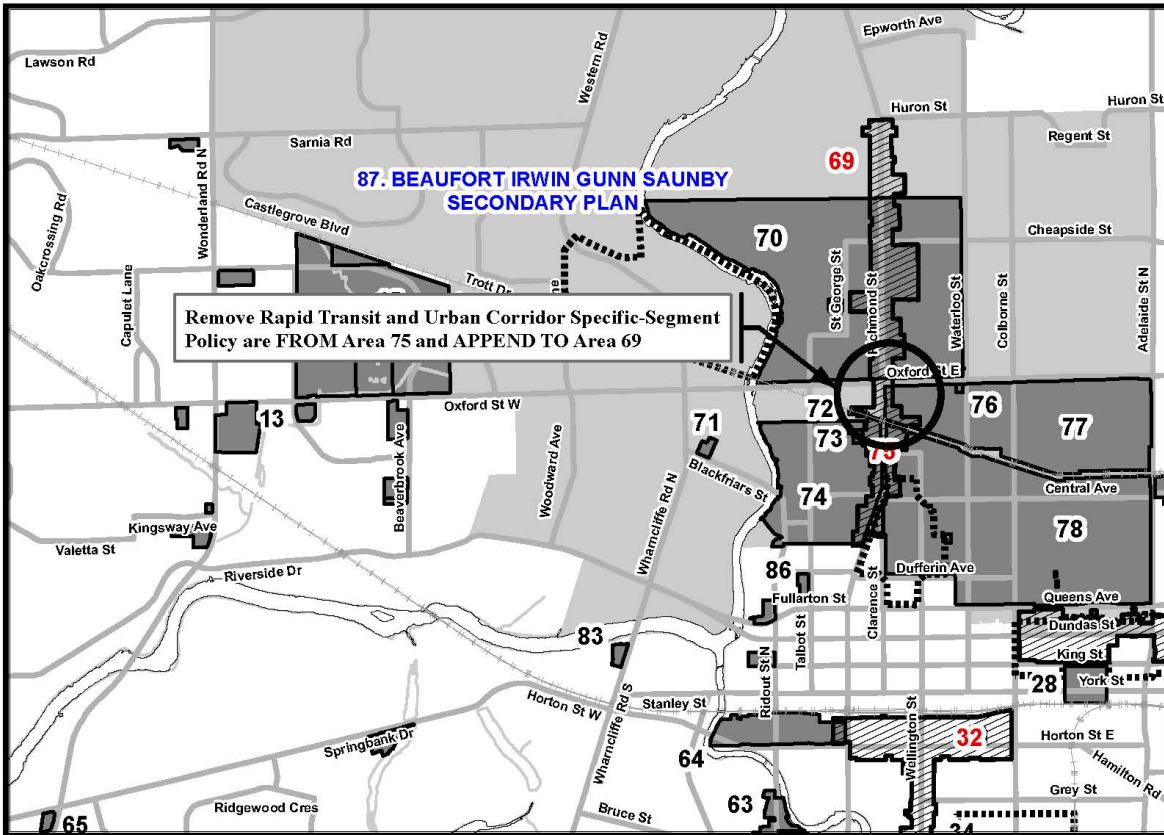 Epworth Ave
Lawson Rd
Western Rd
Huron St
Huron St
Regent St
Sarnia Rd
Wonderland Rd N
69
87. BEAUFORT IRWIN GUNN SAUNBY
SECONDARY PLAN
Oakcrossing Rd
Castlegrove Blvd
70
Cheapside St
St George St
Richmond St
Waterloo St
Colborne St
Adelaide St N
Capulet Lane
Trott Dr
Remove Rapid Transit and Urban Corridor Specific-Segment
Policy are FROM Area 75 and APPEND TO Area 69
Oxford St E
Oxford St W
72
76
77
13
71
73
75
Beaverbrook Ave
Woodward Ave
Blackfriars St
74
Central Ave
Wharncliffe Rd N
Kingsway Ave
Valetta St
78
Riverside Dr
86
Dufferin Ave
Fullarton St
Queens Ave
Clarence St
Dundas St
Talbot St
King St
83
Ridout St N
28
York St
Horton St W
Stanley St
Springbank Dr
Wharncliffe Rd S
64
Wellington St
32
Horton St E
Hamilton Rd
Ridgewood Cres
63
Grey St
65
Bruce St
34